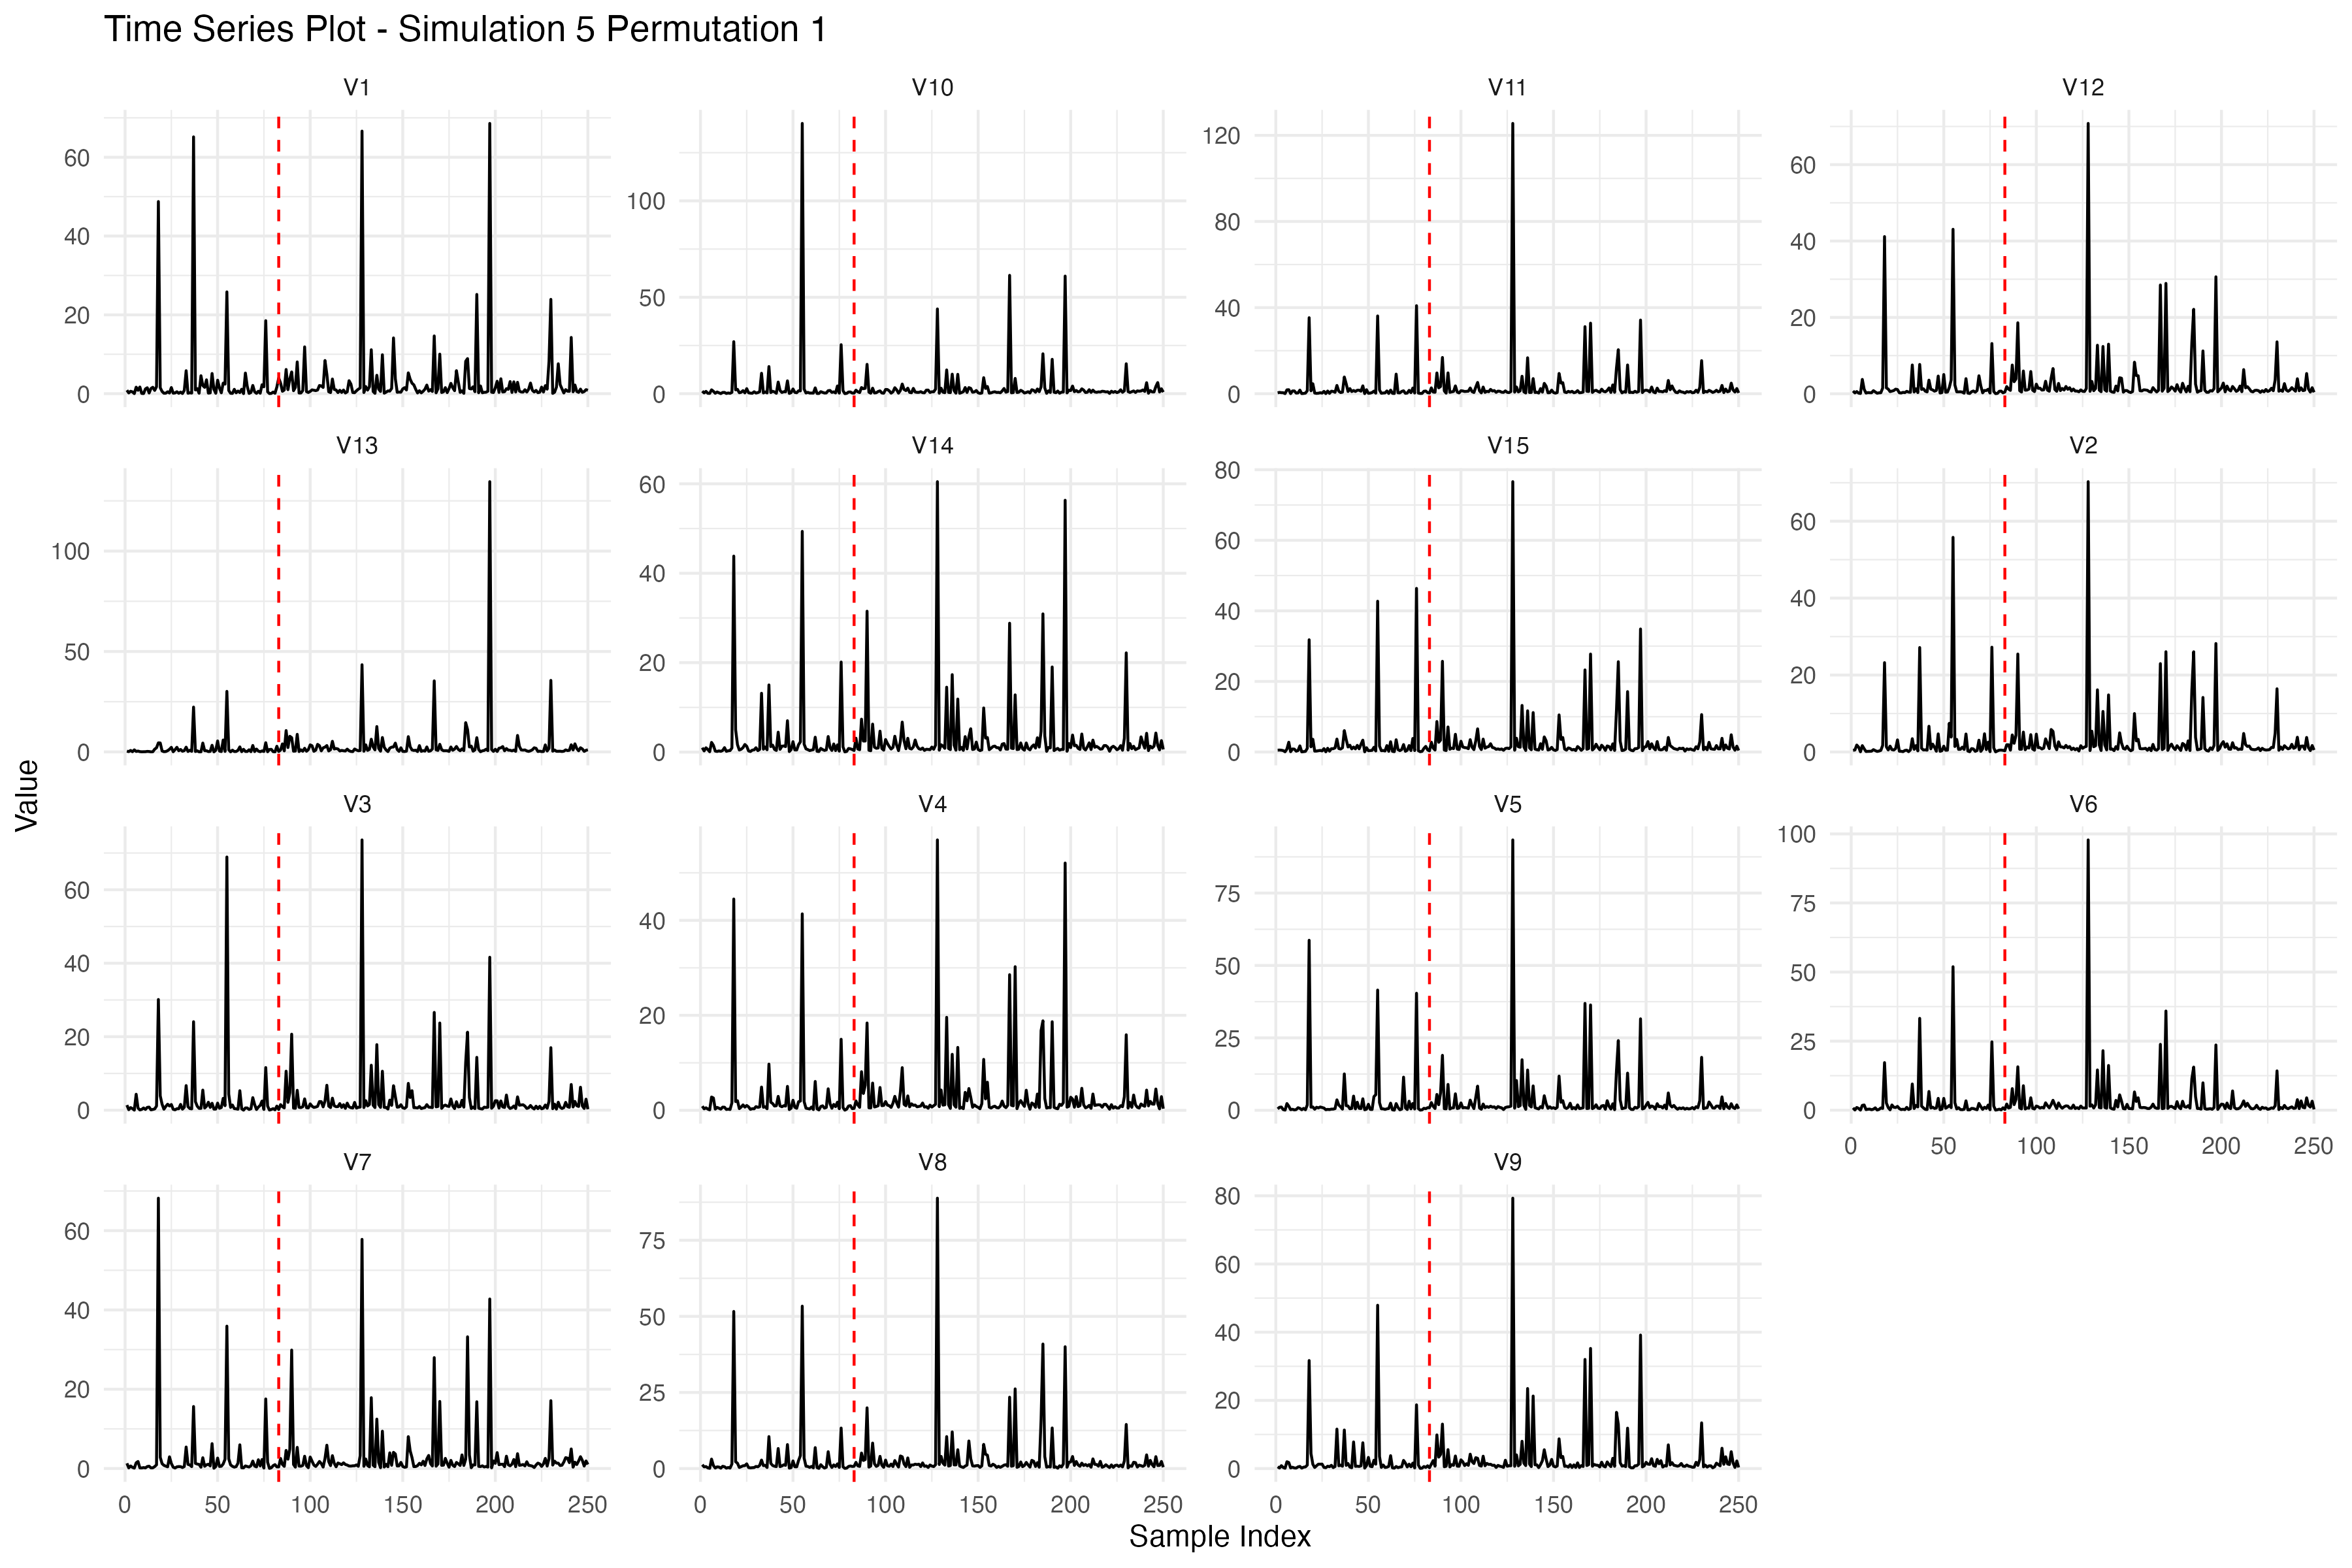 Time Series Plot - Simulation 5 Permutation 1
V1 V10 V11 V12
60 40 20 0
100 50 0
120 80 40 0
60 40 20 0
V13 V14 V15 V2
100 50 0
60 40 20 0
80 60 40 20 0
60 40 20 0
Value
V3 V4 V5 V6
60 40 20 0
40 20 0
75 50 25 0
100 75 50 25 0
0 50 100 150 200 250
V7 V8 V9
60 40 20 0
75 50 25 0
80 60 40 20 0
0 50 100 150 200 250
0 50 100 150 200 250
0 50 100 150 200 250
Sample Index